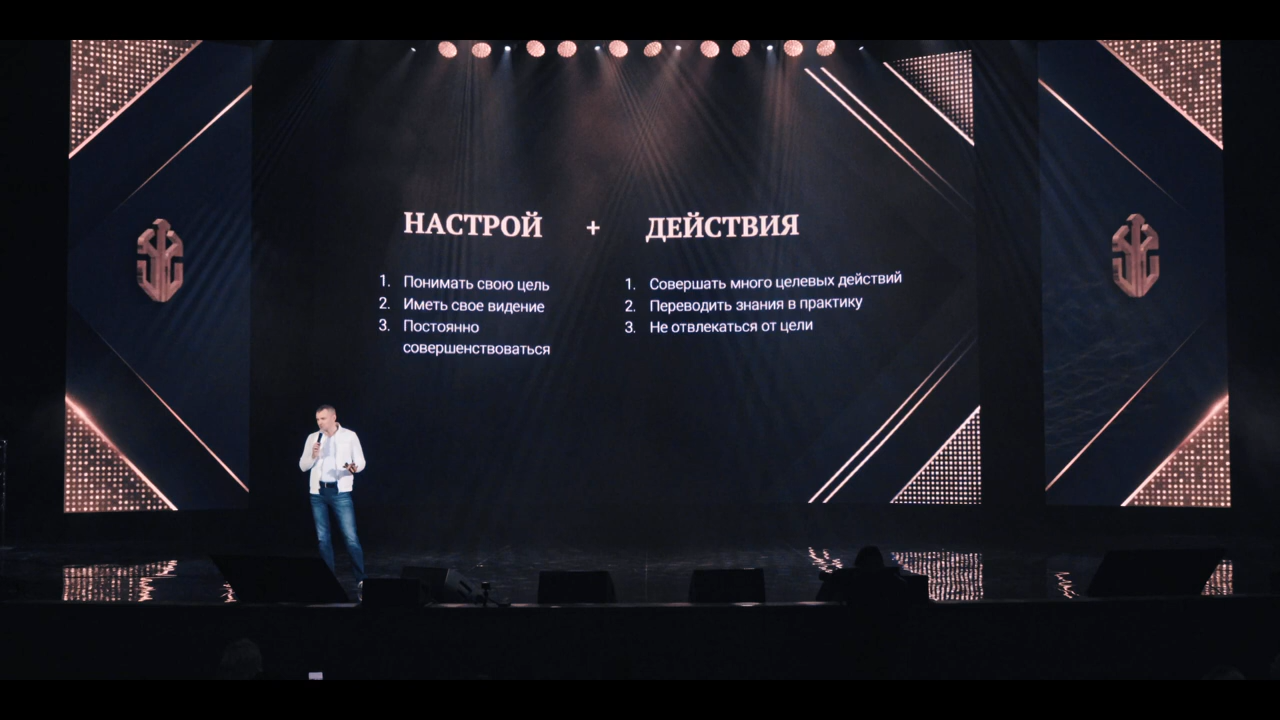 НАСТРОЙ + ДЕЙСТВИЯ
1. Понимать свою цель
2. Иметь свое видение
3. Постоянно
совершенствоваться
1. Совершать много целевых действий
2. Переводить знания в практику
3. Не отвлекаться от цели